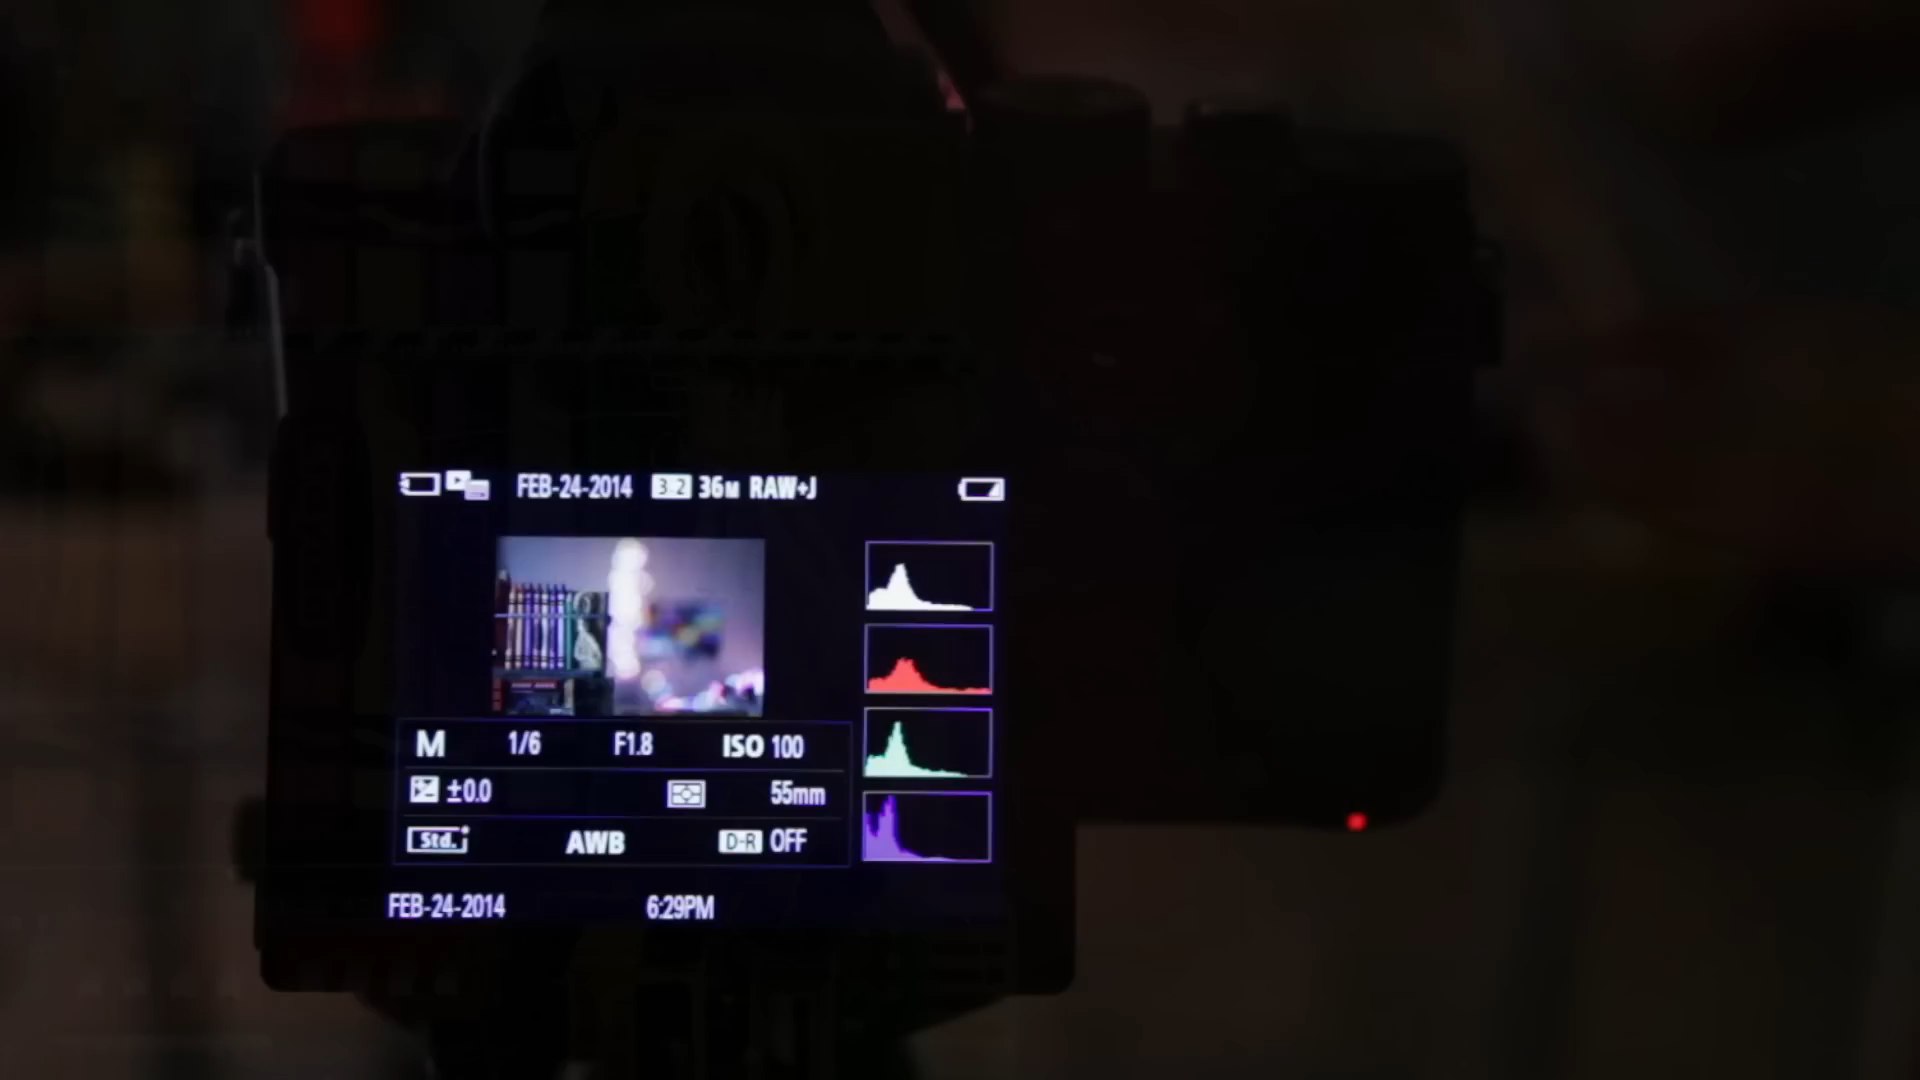 FEB-24-2014 3:2 36M RAW+J
M 1/6 F1.8 ISO 100
±0.0 55mm
Std. AWB D-R OFF
FEB-24-2014 6:29PM